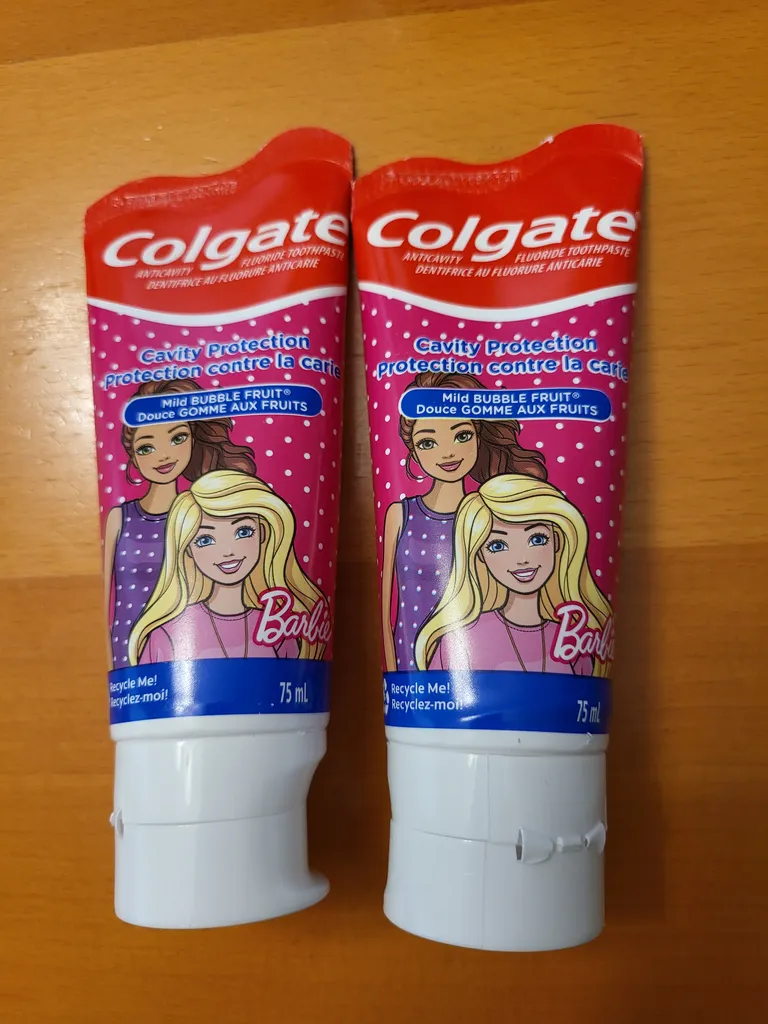 Colgate
ANTICAVITY FLUORIDE TOOTHPASTE
DENTIFRICE AU FLUORURE ANTICARIE
Cavity Protection
Protection contre la carie
Mild BUBBLE FRUIT®
Douce GOMME AUX FRUITS
Barbie
Recycle Me!
Recyclez-moi!
75 mL
Colgate
ANTICAVITY FLUORIDE TOOTHPASTE
DENTIFRICE AU FLUORURE ANTICARIE
Cavity Protection
Protection contre la carie
Mild BUBBLE FRUIT®
Douce GOMME AUX FRUITS
Barbie
Recycle Me!
Recyclez-moi!
75 mL